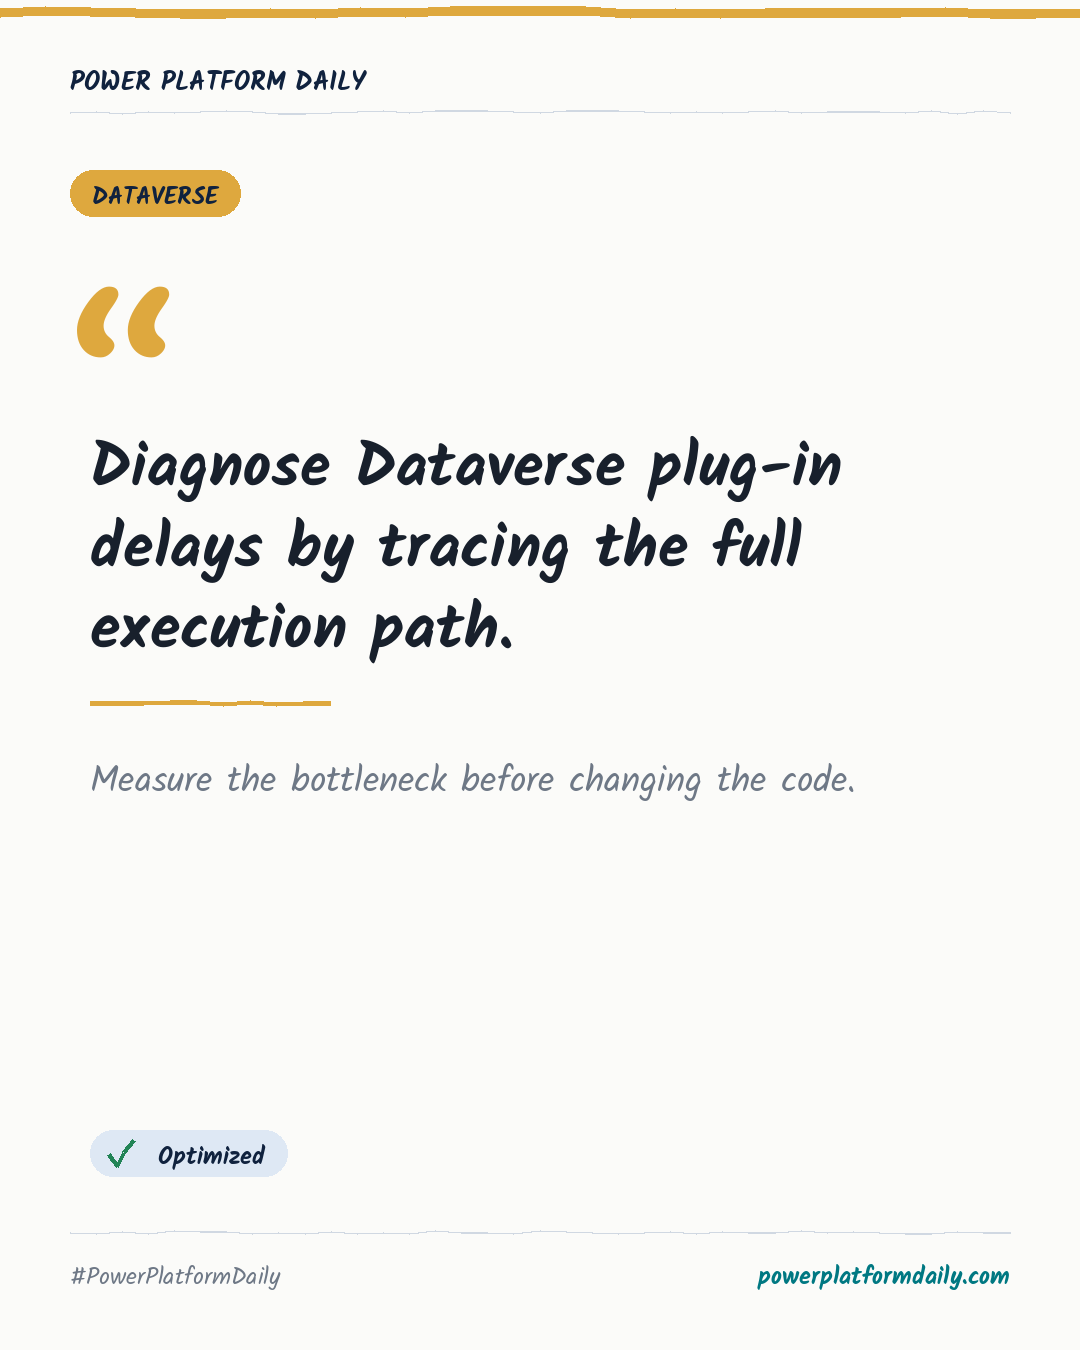 POWER PLATFORM DAILY
DATAVERSE
“
Diagnose Dataverse plug-in
delays by tracing the full
execution path.
Measure the bottleneck before changing the code.
✓ Optimized
#PowerPlatformDaily
powerplatformdaily.com